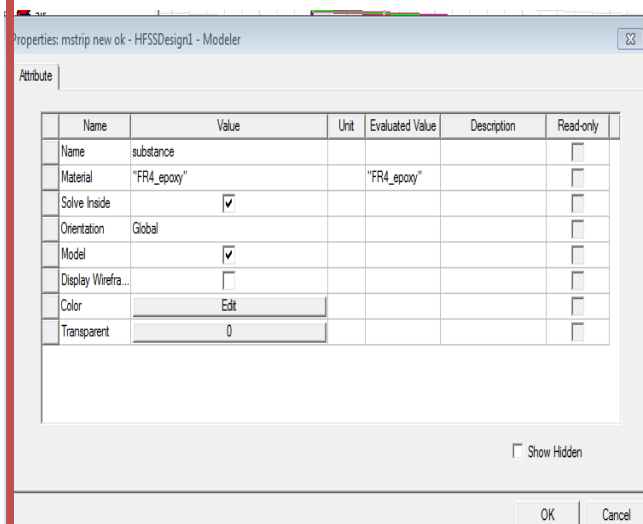 Properties: mstrip new ok - HFSSDesign1 - Modeler
Attribute
Name Value Unit Evaluated Value Description Read-only
Name substance
Material "FR4_epoxy" "FR4_epoxy"
Solve Inside
Orientation Global
Model
Display Wirefra...
Color Edit
Transparent 0
Show Hidden
OK Cancel